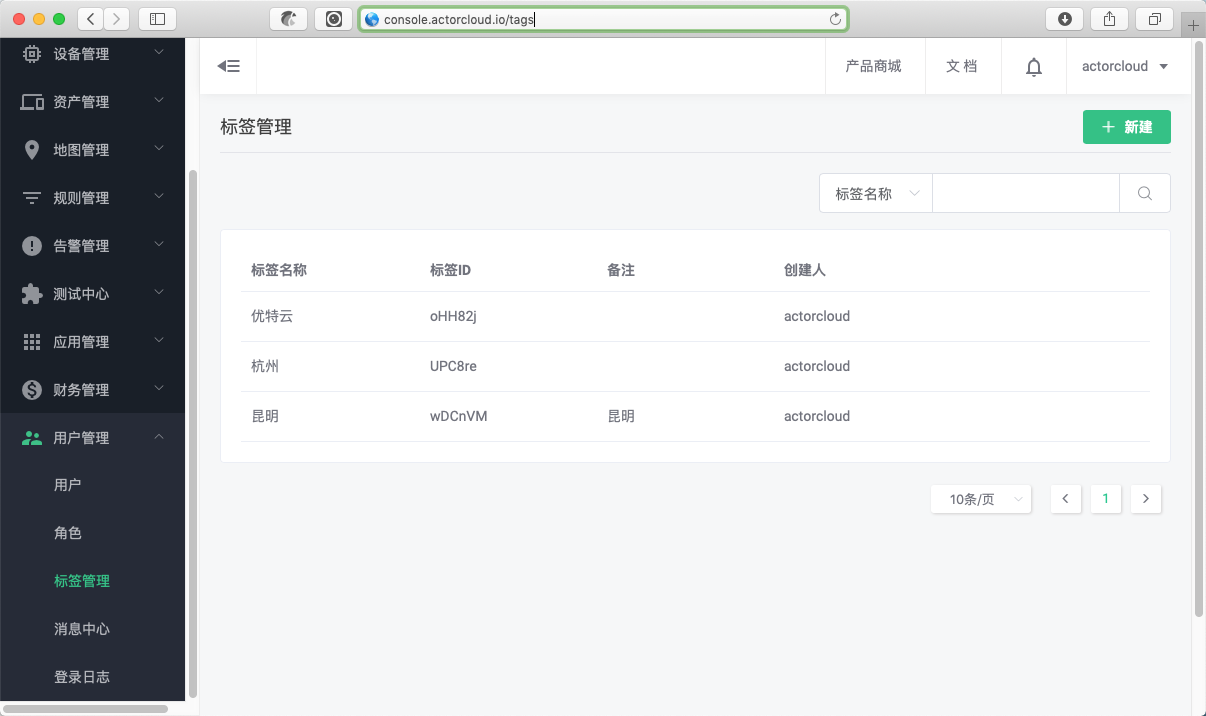 console.actorcloud.io/tags
设备管理
资产管理
地图管理
规则管理
告警管理
测试中心
应用管理
财务管理
用户管理
用户
角色
标签管理
消息中心
登录日志
产品商城
文档
actorcloud
标签管理
新建
标签名称
标签名称 标签ID 备注 创建人
优特云 oHH82j actorcloud
杭州 UPC8re actorcloud
昆明 wDCnVM 昆明 actorcloud
10条/页
1